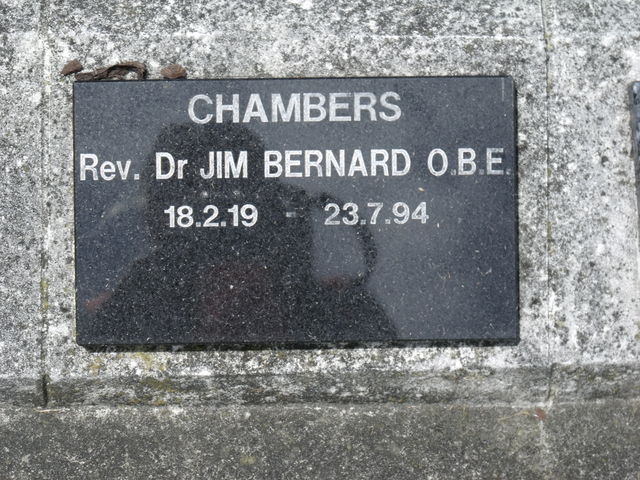 CHAMBERS
Rev. Dr JIM BERNARD O.B.E.
18.2.19 - 23.7.94